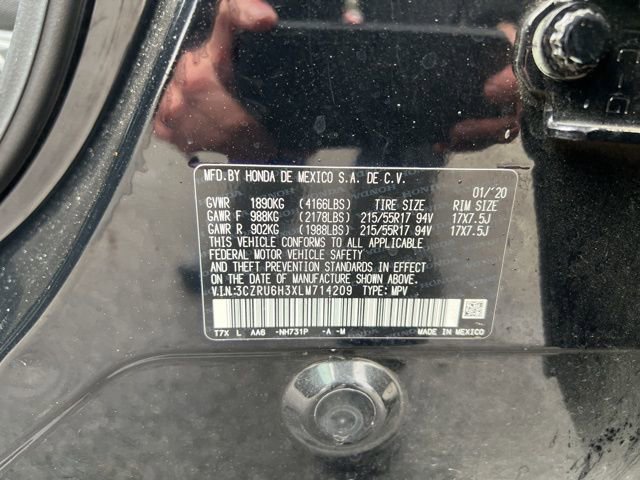 MFD.BY HONDA DE MEXICO S.A. DE C.V.
01/'20
GVWR 1890KG (4166LBS) TIRE SIZE RIM SIZE
GAWR F 988KG (2178LBS) 215/55R17 94V 17X7.5J
GAWR R 902KG (1988LBS) 215/55R17 94V 17X7.5J
THIS VEHICLE CONFORMS TO ALL APPLICABLE
FEDERAL MOTOR VEHICLE SAFETY
AND THEFT PREVENTION STANDARDS IN EFFECT
ON THE DATE OF MANUFACTURE SHOWN ABOVE.
V.I.N.:3CZRU6H3XLM714209 TYPE: MPV
T7X L AA6 -NH731P -A -M MADE IN MEXICO